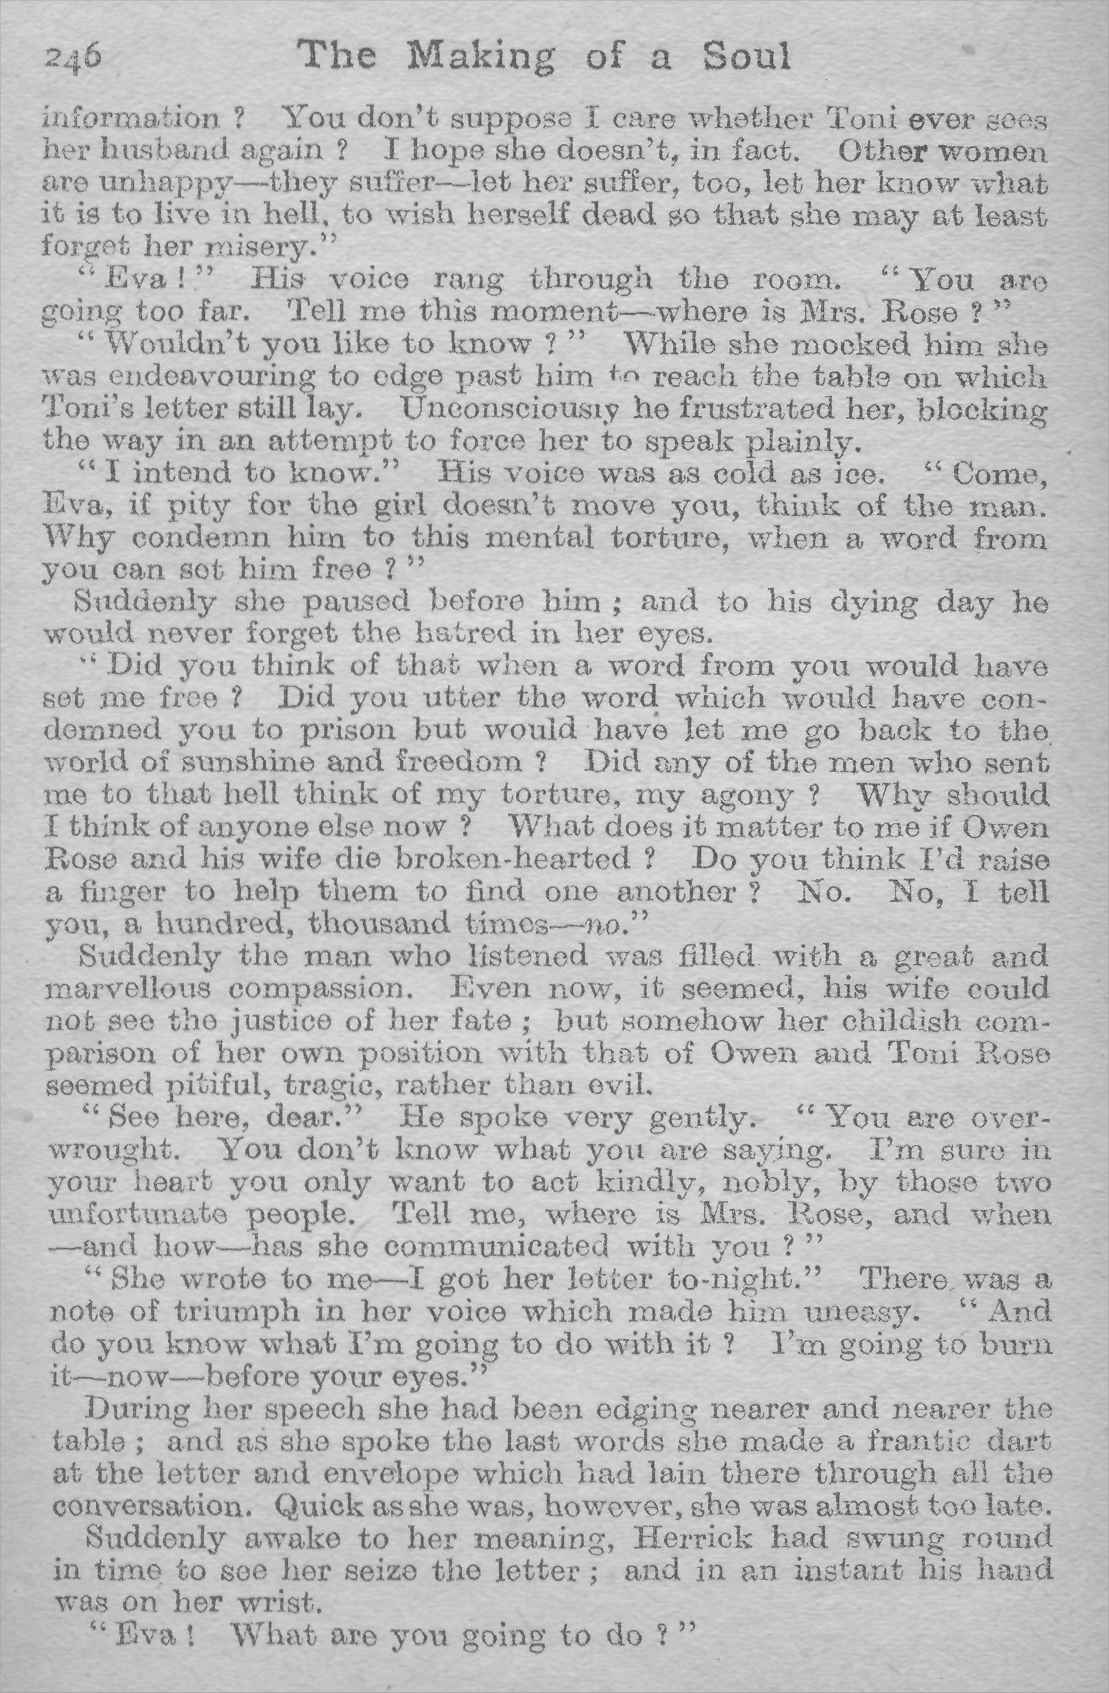 246 The Making of a Soul
information ? You don't suppose I care whether Toni ever sees
her husband again ? I hope she doesn't, in fact. Other women
are unhappy—they suffer—let her suffer, too, let her know what
it is to live in hell, to wish herself dead so that she may at least
forget her misery."
"Eva !" His voice rang through the room. "You are
going too far. Tell me this moment—where is Mrs. Rose ?"
"Wouldn't you like to know ?" While she mocked him she
was endeavouring to edge past him to reach the table on which
Toni's letter still lay. Unconsciously he frustrated her, blocking
the way in an attempt to force her to speak plainly.
"I intend to know." His voice was as cold as ice. "Come,
Eva, if pity for the girl doesn't move you, think of the man.
Why condemn him to this mental torture, when a word from
you can set him free ?"
Suddenly she paused before him ; and to his dying day he
would never forget the hatred in her eyes.
"Did you think of that when a word from you would have
set me free ? Did you utter the word which would have con-
demned you to prison but would have let me go back to the
world of sunshine and freedom ? Did any of the men who sent
me to that hell think of my torture, my agony ? Why should
I think of anyone else now ? What does it matter to me if Owen
Rose and his wife die broken-hearted ? Do you think I'd raise
a finger to help them to find one another ? No. No, I tell
you, a hundred, thousand times—no."
Suddenly the man who listened was filled with a great and
marvellous compassion. Even now, it seemed, his wife could
not see the justice of her fate ; but somehow her childish com-
parison of her own position with that of Owen and Toni Rose
seemed pitiful, tragic, rather than evil.
"See here, dear." He spoke very gently. "You are over-
wrought. You don't know what you are saying. I'm sure in
your heart you only want to act kindly, nobly, by those two
unfortunate people. Tell me, where is Mrs. Rose, and when
—and how—has she communicated with you ?"
"She wrote to me—I got her letter to-night." There was a
note of triumph in her voice which made him uneasy. "And
do you know what I'm going to do with it ? I'm going to burn
it—now—before your eyes."
During her speech she had been edging nearer and nearer the
table ; and as she spoke the last words she made a frantic dart
at the letter and envelope which had lain there through all the
conversation. Quick as she was, however, she was almost too late.
Suddenly awake to her meaning, Herrick had swung round
in time to see her seize the letter ; and in an instant his hand
was on her wrist.
"Eva ! What are you going to do ?"